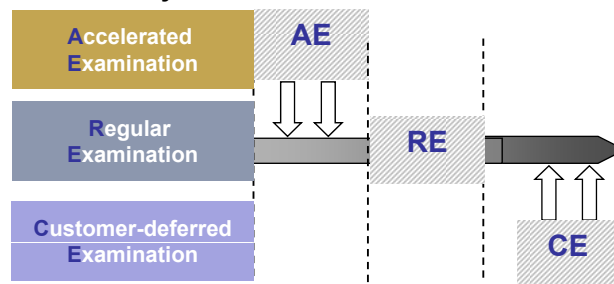 Accelerated
Examination
AE
Regular
Examination
RE
Customer-deferred
Examination
CE